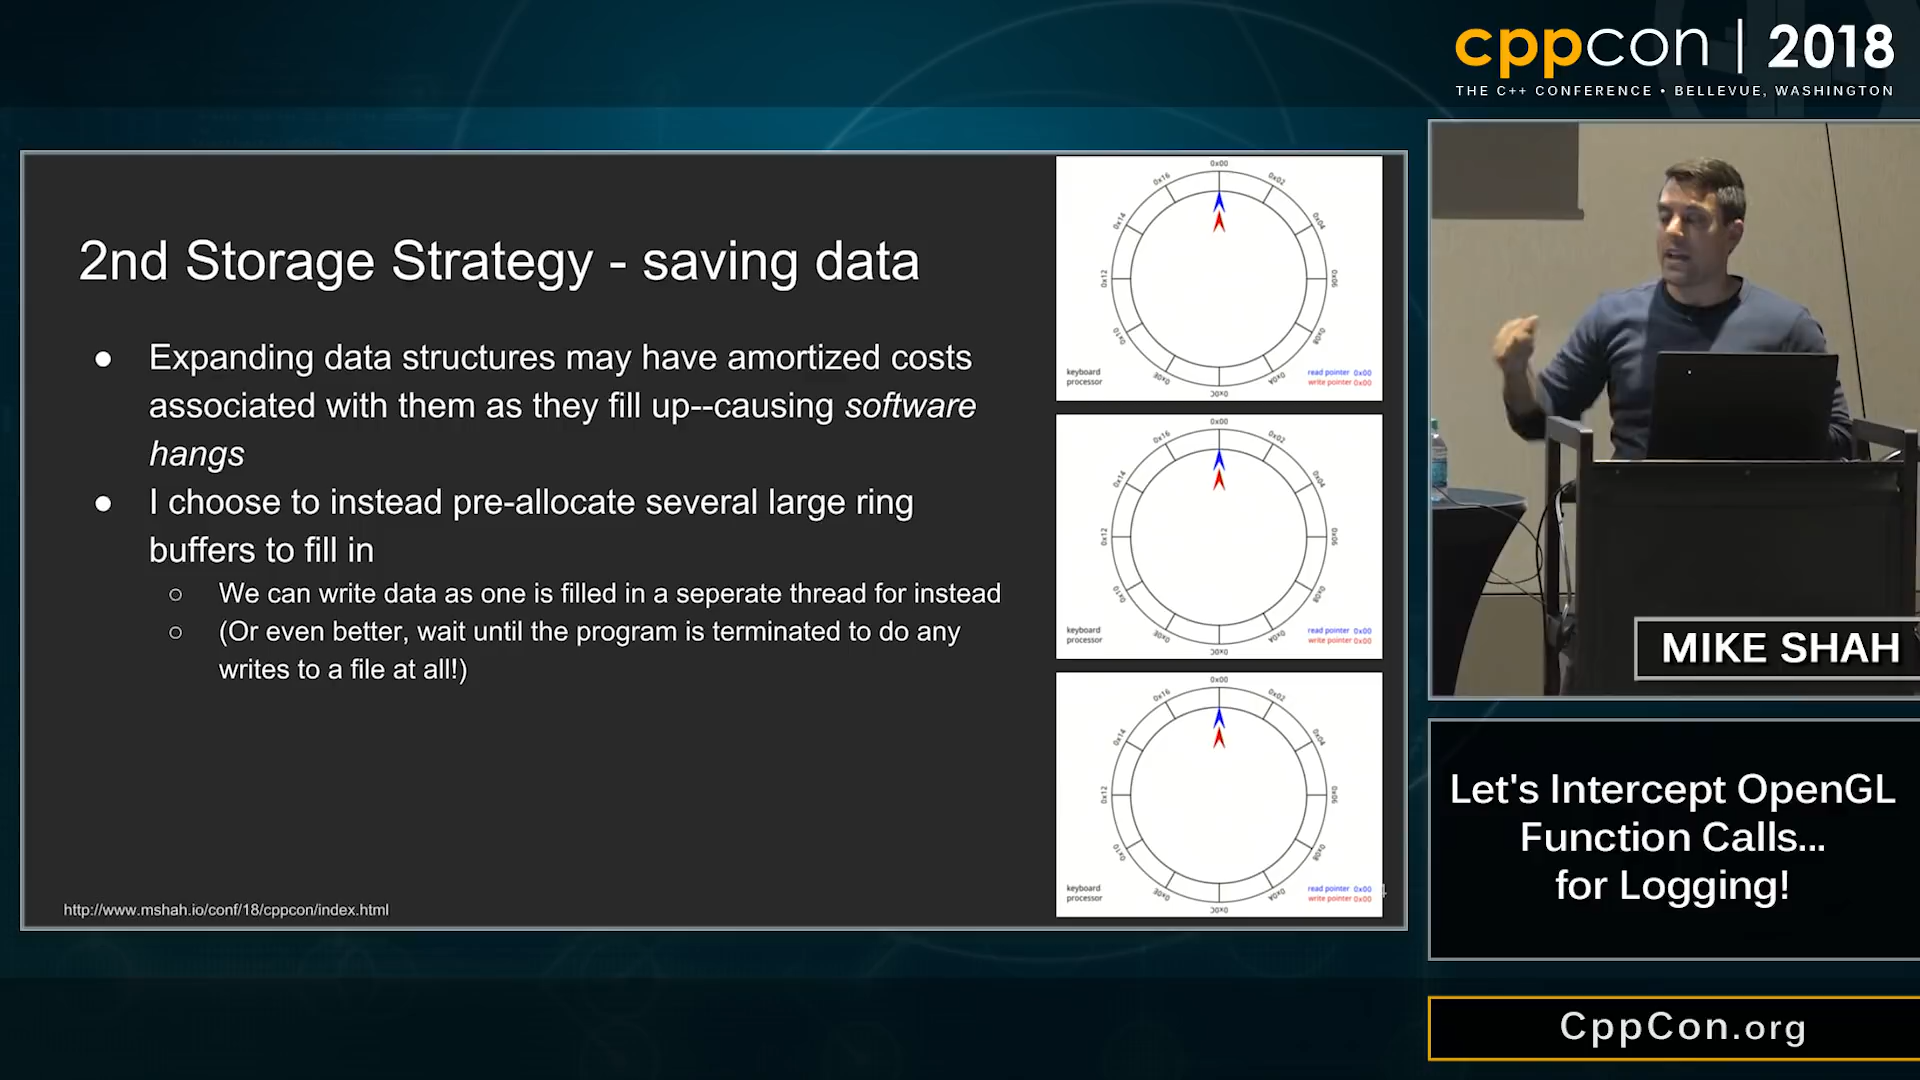 cppcon | 2018
THE C++ CONFERENCE • BELLEVUE, WASHINGTON
2nd Storage Strategy - saving data
● Expanding data structures may have amortized costs
associated with them as they fill up--causing software
hangs
● I choose to instead pre-allocate several large ring
buffers to fill in
○ We can write data as one is filled in a seperate thread for instead
○ (Or even better, wait until the program is terminated to do any
writes to a file at all!)
http://www.mshah.io/conf/18/cppcon/index.html
0x00
0x02
0x04
0x06
0x08
0x0A
0x0C
0x0E
0x10
0x12
0x14
0x16
keyboard
processor
read pointer 0x00
write pointer 0x00
0x00
0x02
0x04
0x06
0x08
0x0A
0x0C
0x0E
0x10
0x12
0x14
0x16
keyboard
processor
read pointer 0x00
write pointer 0x00
0x00
0x02
0x04
0x06
0x08
0x0A
0x0C
0x0E
0x10
0x12
0x14
0x16
keyboard
processor
read pointer 0x00
write pointer 0x00
MIKE SHAH
Let's Intercept OpenGL
Function Calls...
for Logging!
CppCon.org